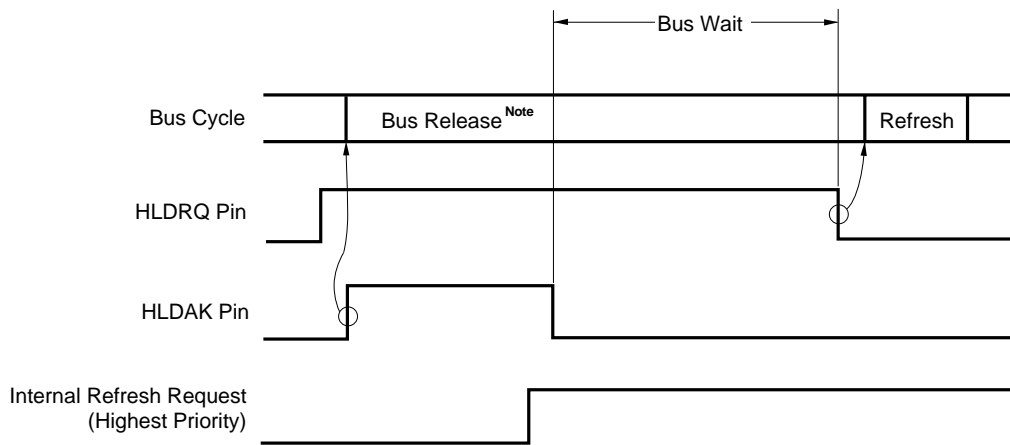 Bus Wait
Bus Cycle
Bus Release Note
Refresh
HLDRQ Pin
HLDAK Pin
Internal Refresh Request
(Highest Priority)